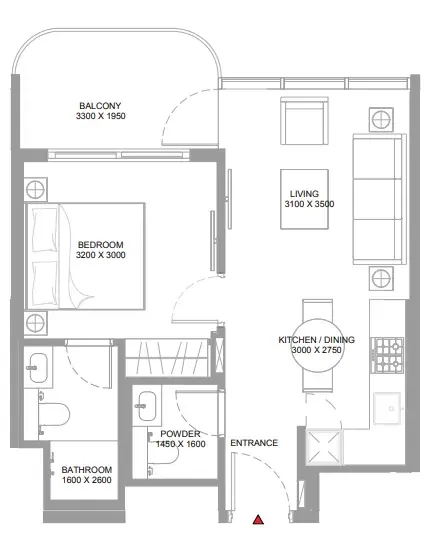 BALCONY
3300 X 1950
LIVING
3100 X 3500
BEDROOM
3200 X 3000
KITCHEN / DINING
3000 X 2750
POWDER
1450 X 1600
ENTRANCE
BATHROOM
1600 X 2600